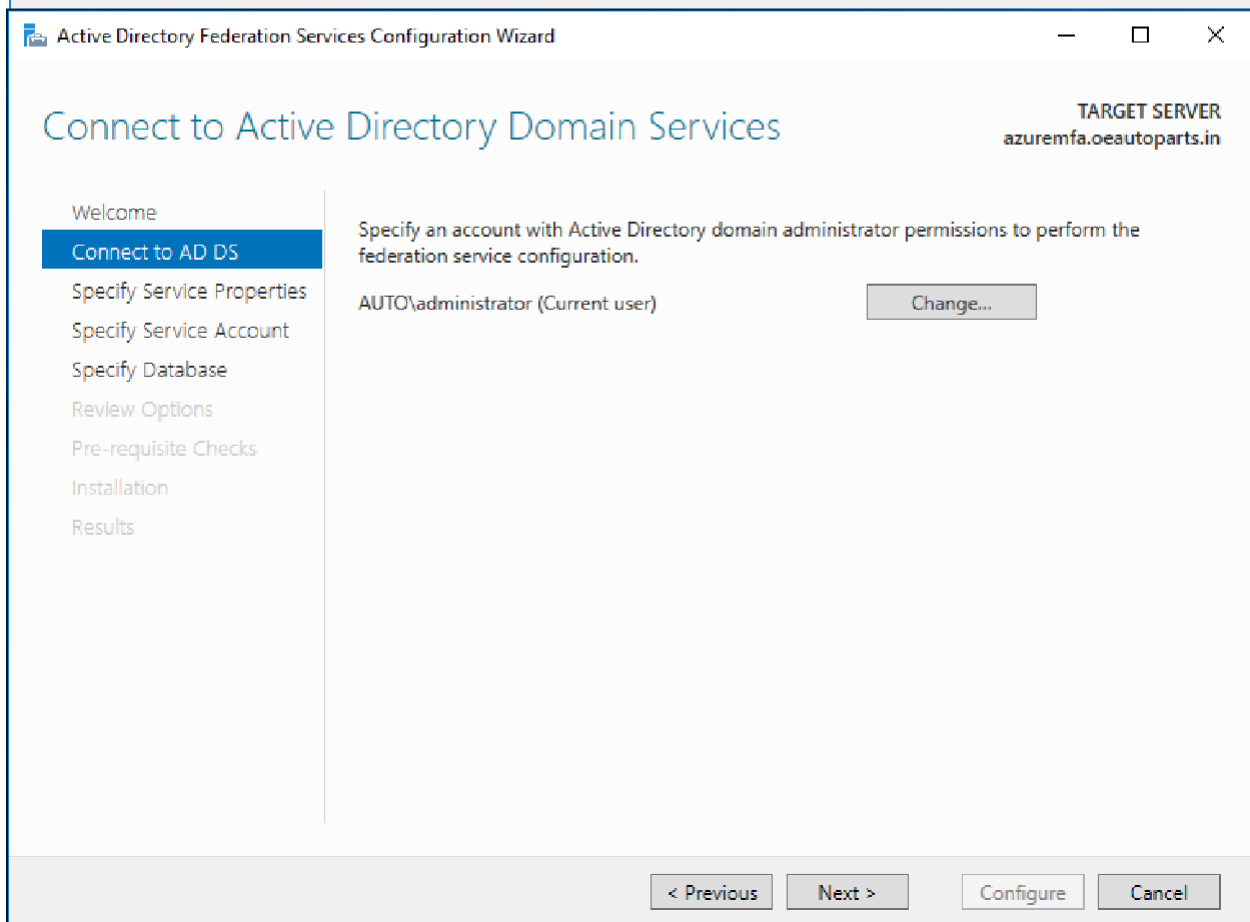 Active Directory Federation Services Configuration Wizard
Connect to Active Directory Domain Services
TARGET SERVER
azuremfa.oeautoparts.in
Welcome
Connect to AD DS
Specify Service Properties
Specify Service Account
Specify Database
Review Options
Pre-requisite Checks
Installation
Results
Specify an account with Active Directory domain administrator permissions to perform the
federation service configuration.
AUTO\administrator (Current user)
Change...
< Previous
Next >
Configure
Cancel